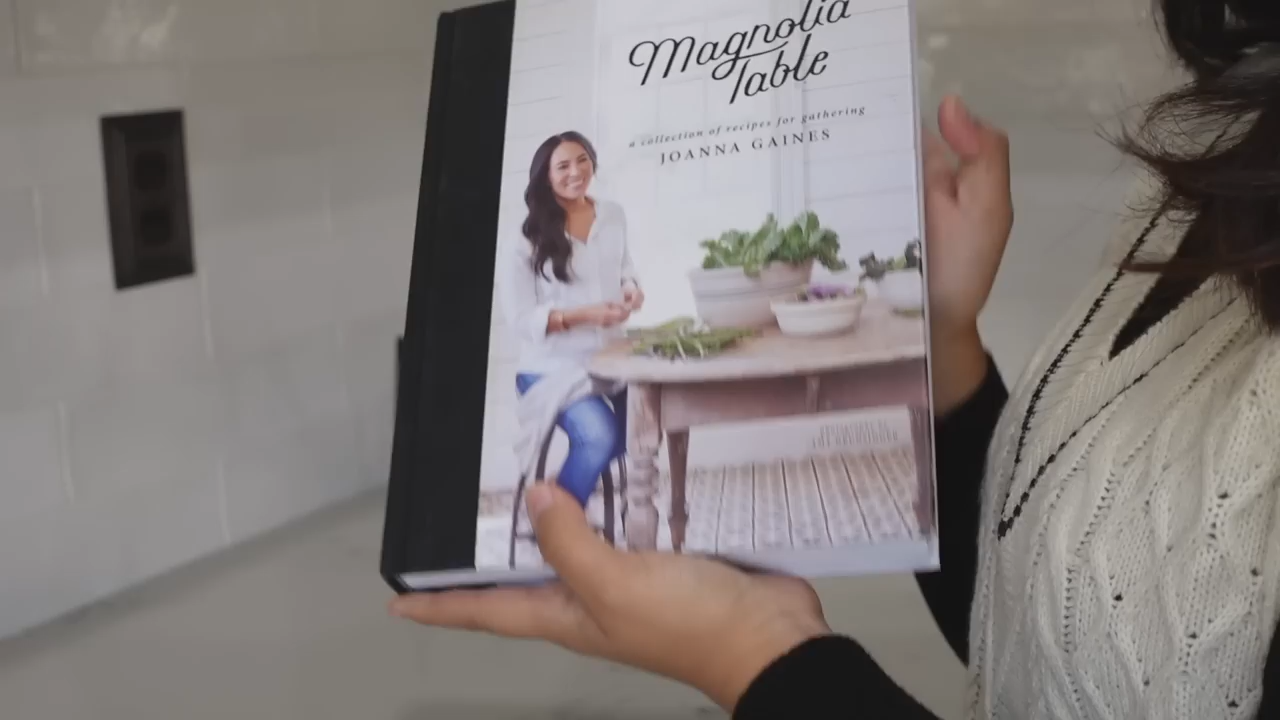 Magnolia
Table
a collection of recipes for gathering
JOANNA GAINES